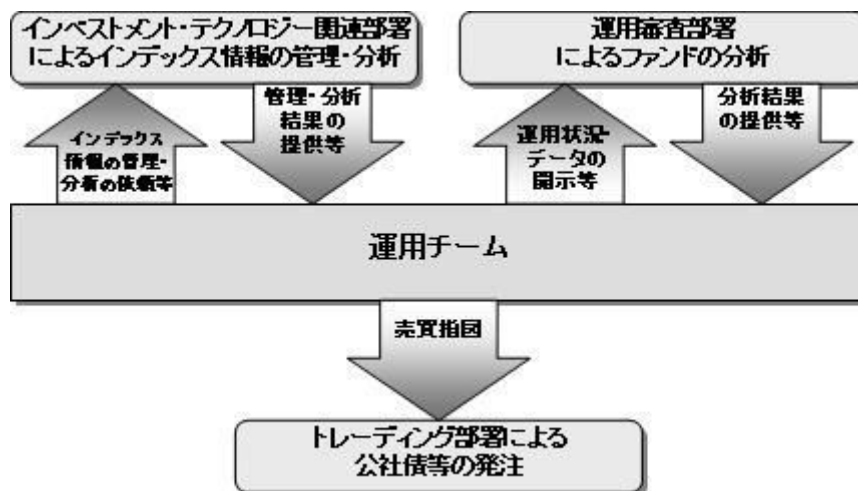 インベストメント・テクノロジー関連部署
によるインデックス情報の管理・分析
運用審査部署
によるファンドの分析
インデックス
情報の管理・
分析の依頼等
管理・分析
結果の
提供等
運用状況・
データの
開示等
分析結果
の提供等
運用チーム
売買指図
トレーディング部署による
公社債等の発注